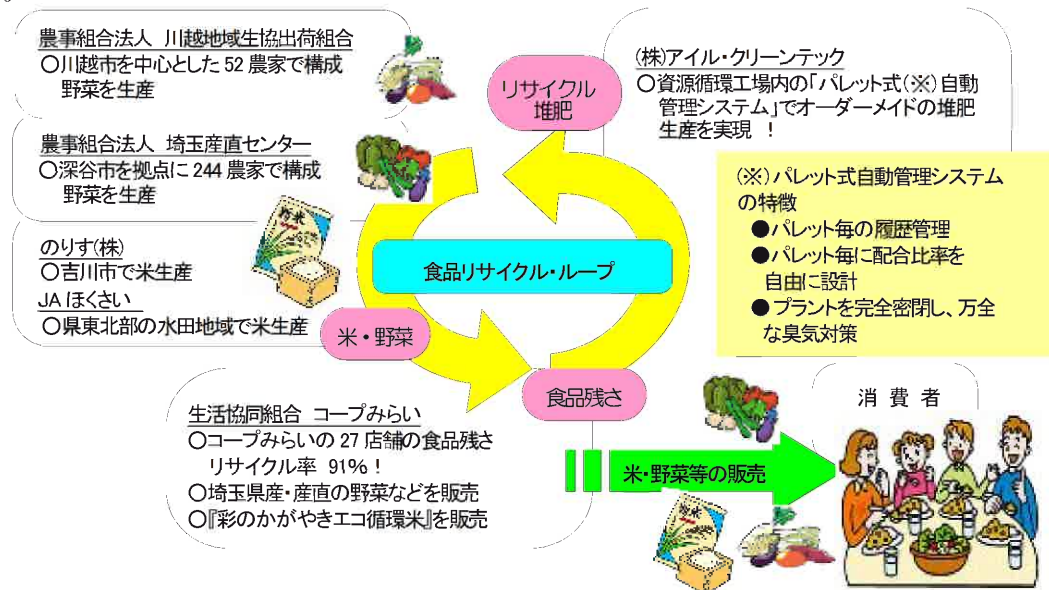 農事組合法人 川越地域生協出荷組合
○川越市を中心とした 52 農家で構成
野菜を生産
農事組合法人 埼玉産直センター
○深谷市を拠点に 244 農家で構成
野菜を生産
のりす(株)
○吉川市で米生産
JA ほくさい
○県東北部の水田地域で米生産
リサイクル
堆肥
(株)アイル・クリーンテック
○資源循環工場内の「パレット式(※)自動
管理システム」でオーダーメイドの堆肥
生産を実現 !
(※)パレット式自動管理システム
の特徴
●パレット毎の履歴管理
●パレット毎に配合比率を
自由に設計
●プラントを完全密閉し、万全
な臭気対策
食品リサイクル・ループ
米・野菜
食品残さ
生活協同組合 コープみらい
○コープみらいの 27 店舗の食品残さ
リサイクル率 91%!
○埼玉県産・産直の野菜などを販売
○『彩のかがやきエコ循環米』を販売
米・野菜等の販売
消 費 者
新米
新米